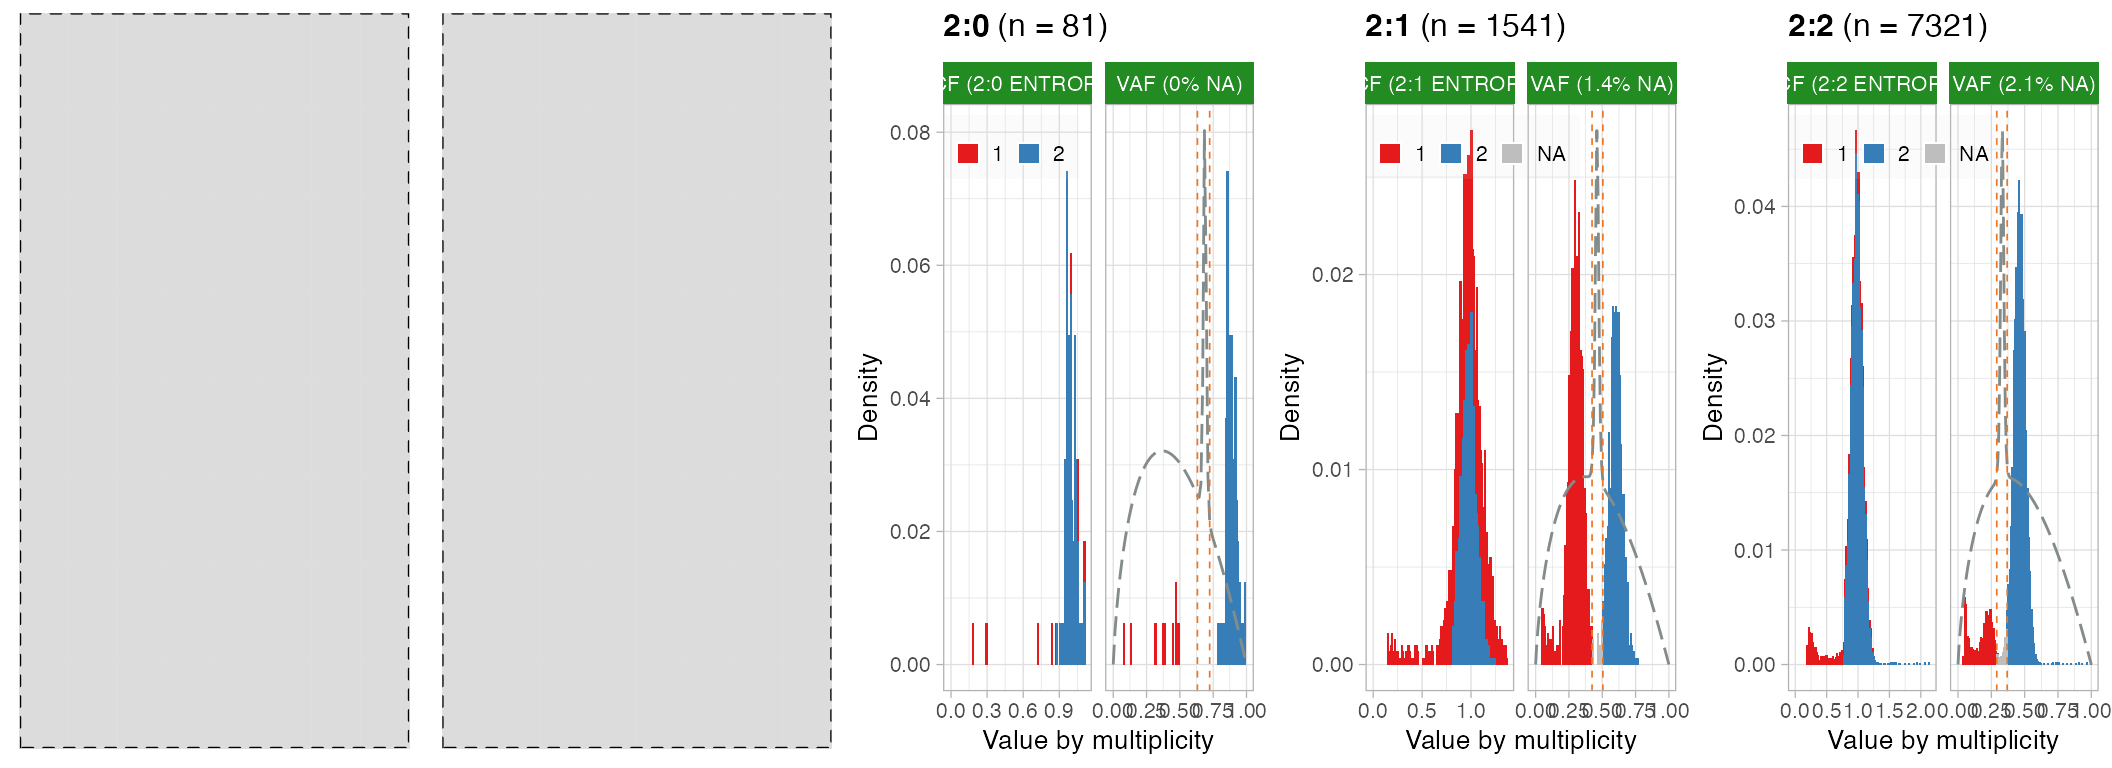 2:0 (n = 81)
CF (2:0 ENTROP
VAF (0% NA)
1
2
0.08
0.06
0.04
0.02
0.00
Density
0.0 0.3 0.6 0.9
0.00 0.25 0.50 0.75 1.00
Value by multiplicity
2:1 (n = 1541)
CF (2:1 ENTROP
VAF (1.4% NA)
1
2
NA
0.02
0.01
0.00
Density
0.0 0.5 1.0
0.00 0.25 0.50 0.75 1.00
Value by multiplicity
2:2 (n = 7321)
CF (2:2 ENTROP
VAF (2.1% NA)
1
2
NA
0.04
0.03
0.02
0.01
0.00
Density
0.0 0.5 1.0 1.5 2.0
0.00 0.25 0.50 0.75 1.00
Value by multiplicity